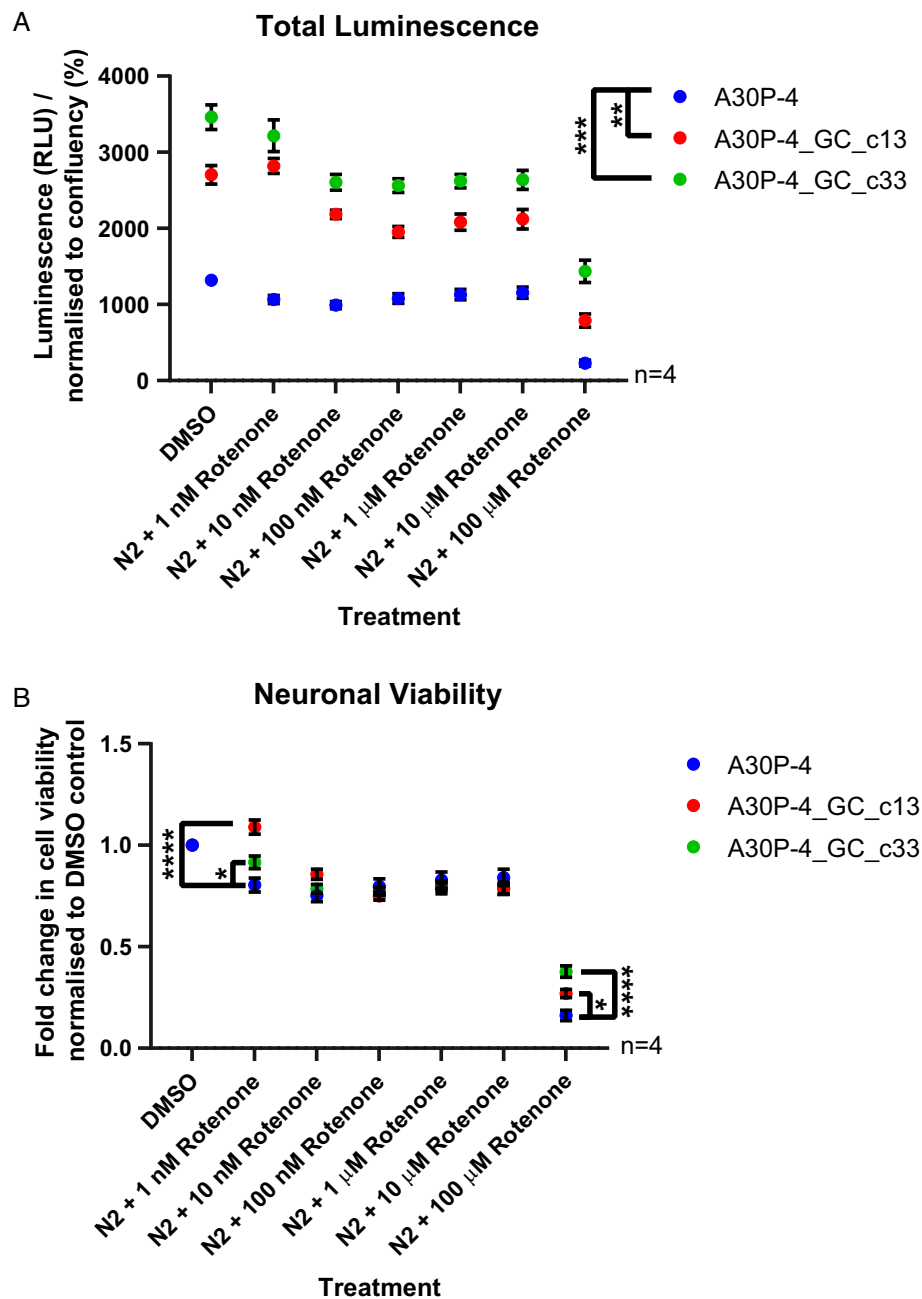 A
Total Luminescence
Luminescence (RLU) /
normalised to confluency (%)
4000
3000
2000
1000
0
A30P-4
A30P-4_GC_c13
A30P-4_GC_c33
***
**
n=4
DMSO
N2 + 1 nM Rotenone
N2 + 10 nM Rotenone
N2 + 100 nM Rotenone
N2 + 1 μM Rotenone
N2 + 10 μM Rotenone
N2 + 100 μM Rotenone
Treatment
B
Neuronal Viability
Fold change in cell viability
normalised to DMSO control
1.5
1.0
0.5
0.0
****
*
A30P-4
A30P-4_GC_c13
A30P-4_GC_c33
*
****
n=4
DMSO
N2 + 1 nM Rotenone
N2 + 10 nM Rotenone
N2 + 100 nM Rotenone
N2 + 1 μM Rotenone
N2 + 10 μM Rotenone
N2 + 100 μM Rotenone
Treatment